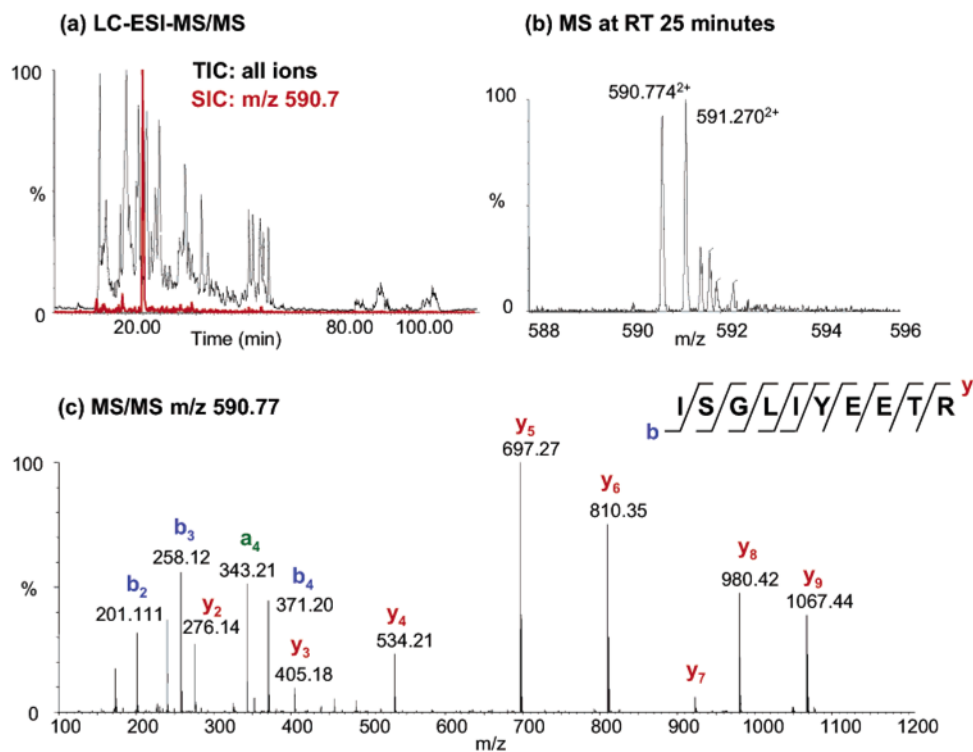 (a) LC-ESI-MS/MS
TIC: all ions
SIC: m/z 590.7
100
%
0
20.00
80.00
100.00
Time (min)
(b) MS at RT 25 minutes
590.774²⁺
591.270²⁺
100
%
0
588
590
592
594
596
m/z
(c) MS/MS m/z 590.77
I S G L I Y E E T R
y
b
100
%
0
b₂
201.111
b₃
258.12
y₂
276.14
a₄
343.21
b₄
371.20
y₃
405.18
y₄
534.21
y₅
697.27
y₆
810.35
y₇
y₈
980.42
y₉
1067.44
100
200
300
400
500
600
700
800
900
1000
1100
1200
m/z